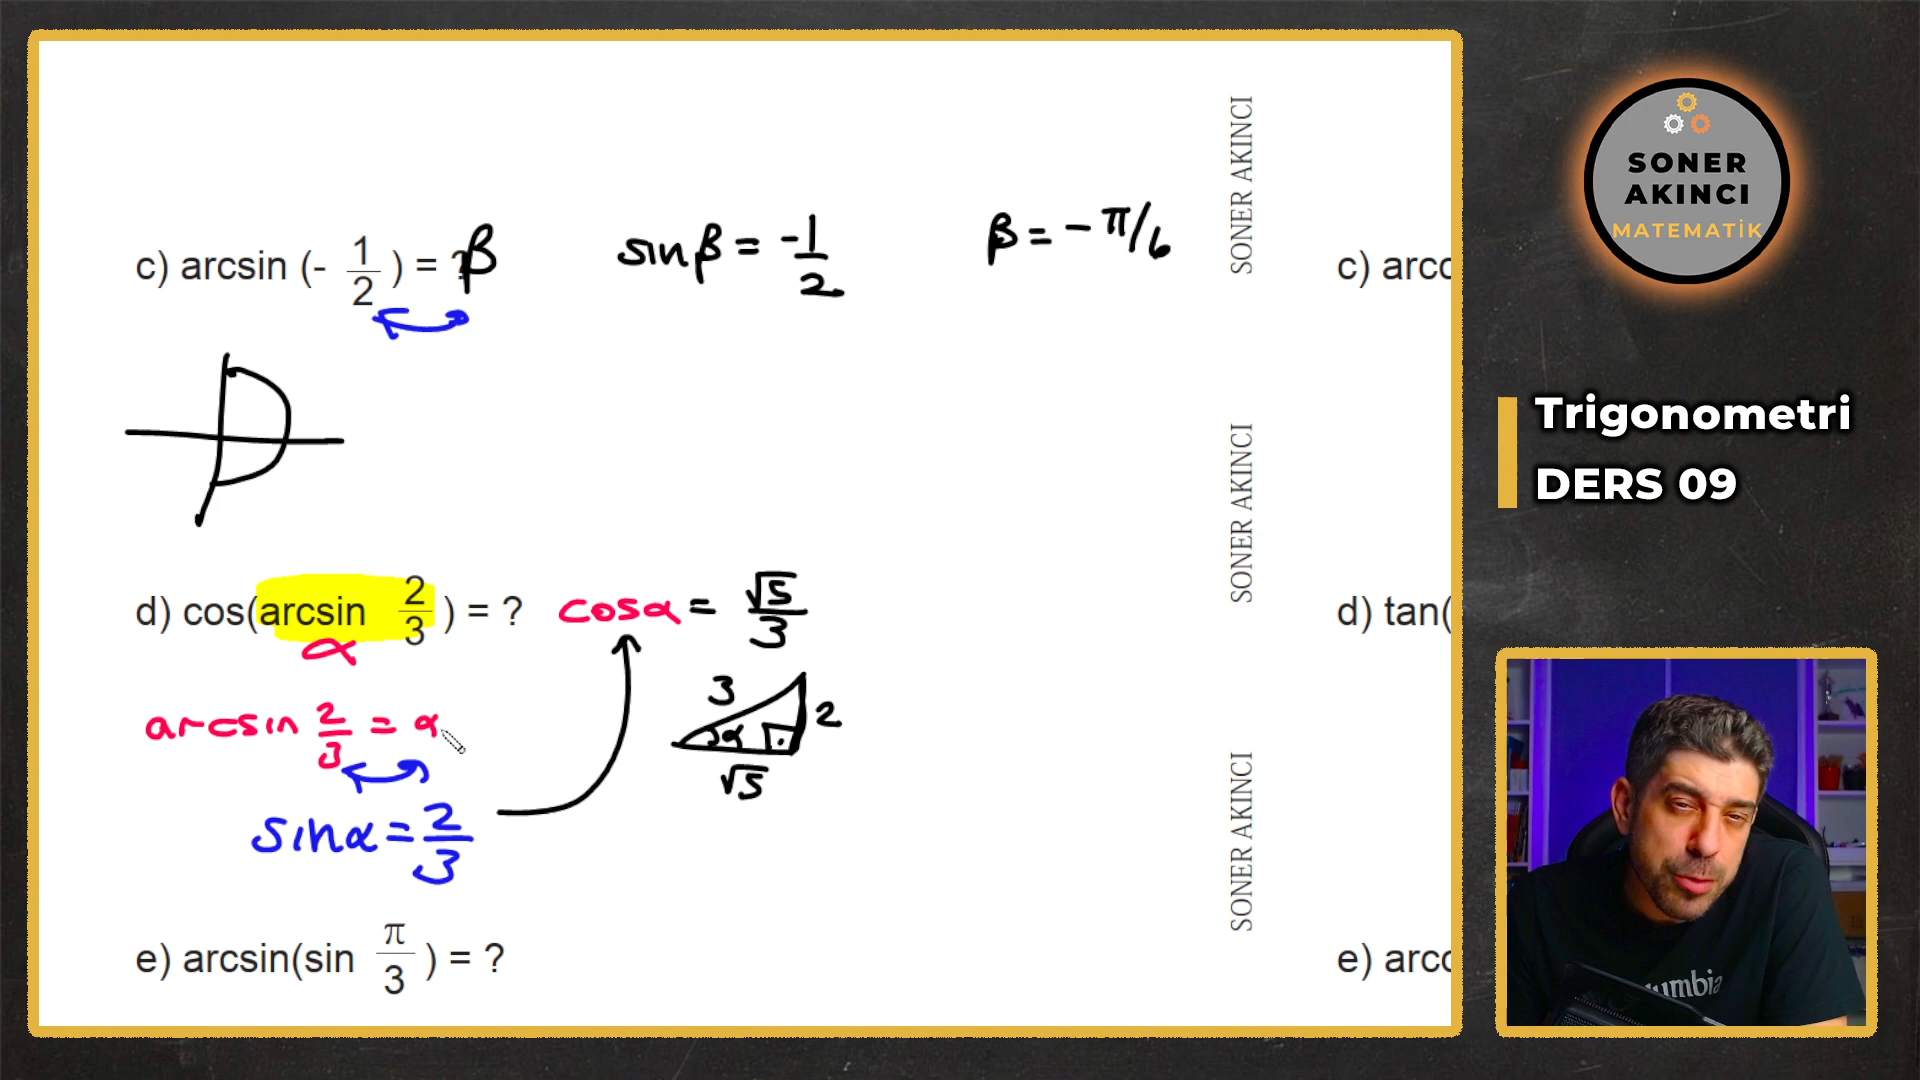 c) arcsin (- 1/2 ) = ? β
sin β = -1/2
β = - π/6
d) cos(arcsin 2/3 ) = ?
cosα = √5/3
α
3
2
α
√5
arcsin 2/3 = α
sinα = 2/3
e) arcsin(sin π/3 ) = ?
SONER AKINCI
SONER AKINCI
SONER AKINCI
c) arcc
d) tan(
e) arcc
SONER
AKINCI
MATEMATİK
Trigonometri
DERS 09
lumbia